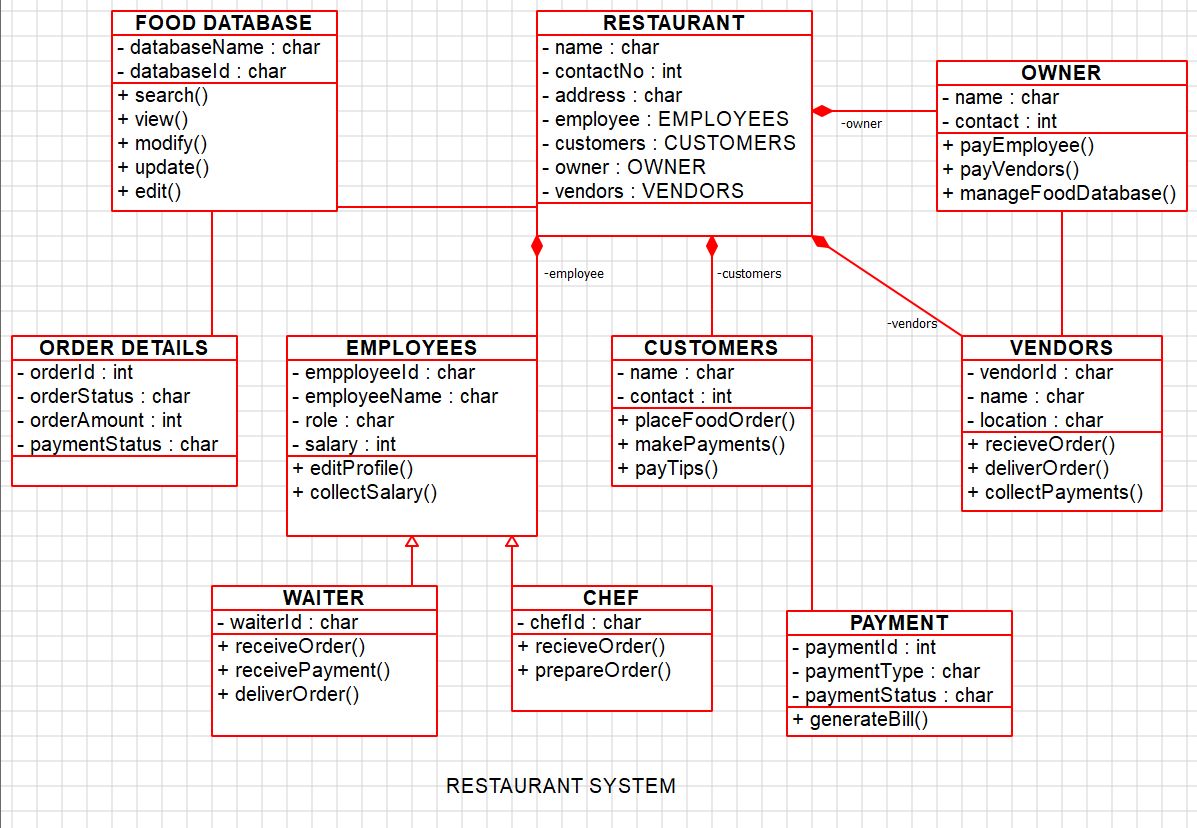 FOOD DATABASE
- databaseName : char
- databaseId : char
+ search()
+ view()
+ modify()
+ update()
+ edit()
RESTAURANT
- name : char
- contactNo : int
- address : char
- employee : EMPLOYEES
- customers : CUSTOMERS
- owner : OWNER
- vendors : VENDORS
OWNER
- name : char
- contact : int
+ payEmployee()
+ payVendors()
+ manageFoodDatabase()
-owner
-employee
-customers
-vendors
ORDER DETAILS
- orderId : int
- orderStatus : char
- orderAmount : int
- paymentStatus : char
EMPLOYEES
- empployeeId : char
- employeeName : char
- role : char
- salary : int
+ editProfile()
+ collectSalary()
CUSTOMERS
- name : char
- contact : int
+ placeFoodOrder()
+ makePayments()
+ payTips()
VENDORS
- vendorId : char
- name : char
- location : char
+ recieveOrder()
+ deliverOrder()
+ collectPayments()
WAITER
- waiterId : char
+ receiveOrder()
+ receivePayment()
+ deliverOrder()
CHEF
- chefId : char
+ recieveOrder()
+ prepareOrder()
PAYMENT
- paymentId : int
- paymentType : char
- paymentStatus : char
+ generateBill()
RESTAURANT SYSTEM